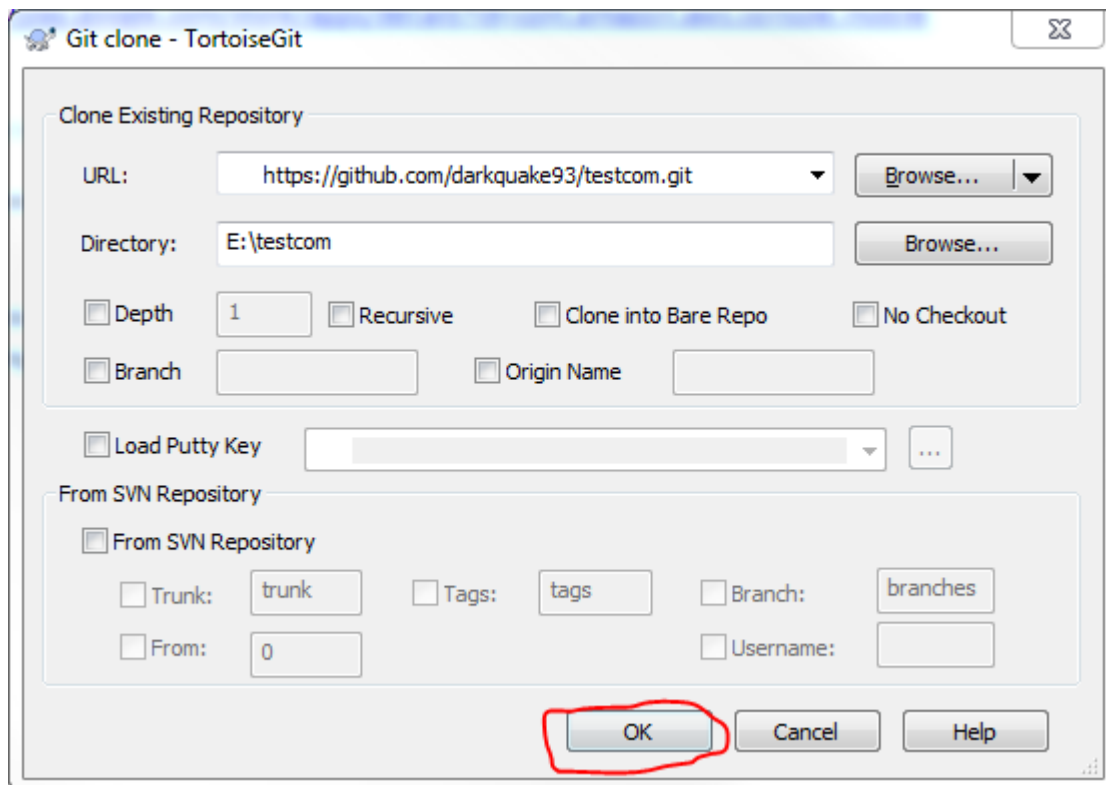 Git clone - TortoiseGit
Clone Existing Repository
URL: https://github.com/darkquake93/testcom.git Browse...
Directory: E:\testcom Browse...
Depth 1 Recursive Clone into Bare Repo No Checkout
Branch Origin Name
Load Putty Key ...
From SVN Repository
From SVN Repository
Trunk: trunk Tags: tags Branch: branches
From: 0 Username:
OK Cancel Help